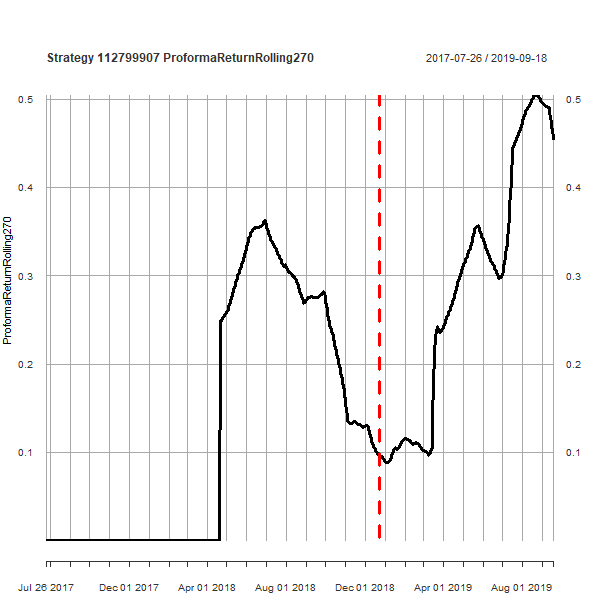 Strategy 112799907 ProformaReturnRolling270
2017-07-26 / 2019-09-18
ProformaReturnRolling270
0.5
0.4
0.3
0.2
0.1
0.5
0.4
0.3
0.2
0.1
Jul 26 2017
Dec 01 2017
Apr 01 2018
Aug 01 2018
Dec 01 2018
Apr 01 2019
Aug 01 2019